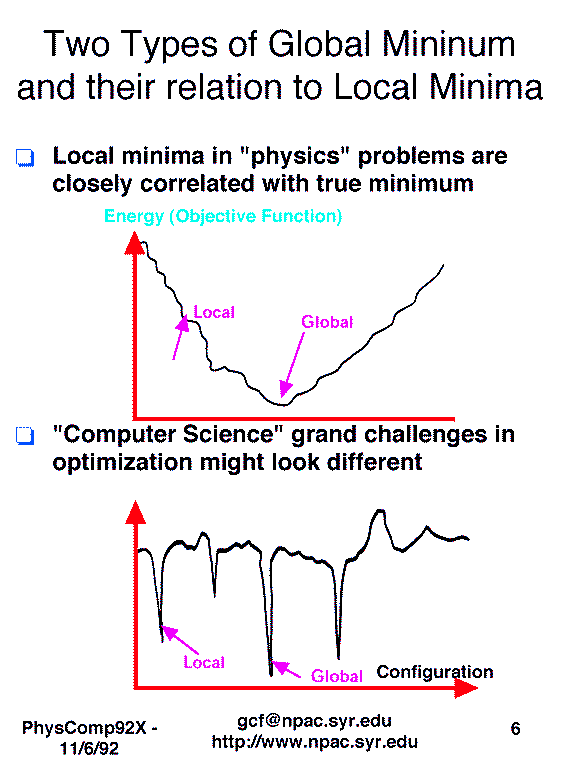 Two Types of Global Mininum
and their relation to Local Minima
Local minima in "physics" problems are
closely correlated with true minimum
Energy (Objective Function)
Local
Global
"Computer Science" grand challenges in
optimization might look different
Local
Global
Configuration
PhysComp92X -
11/6/92
gcf@npac.syr.edu
http://www.npac.syr.edu
6